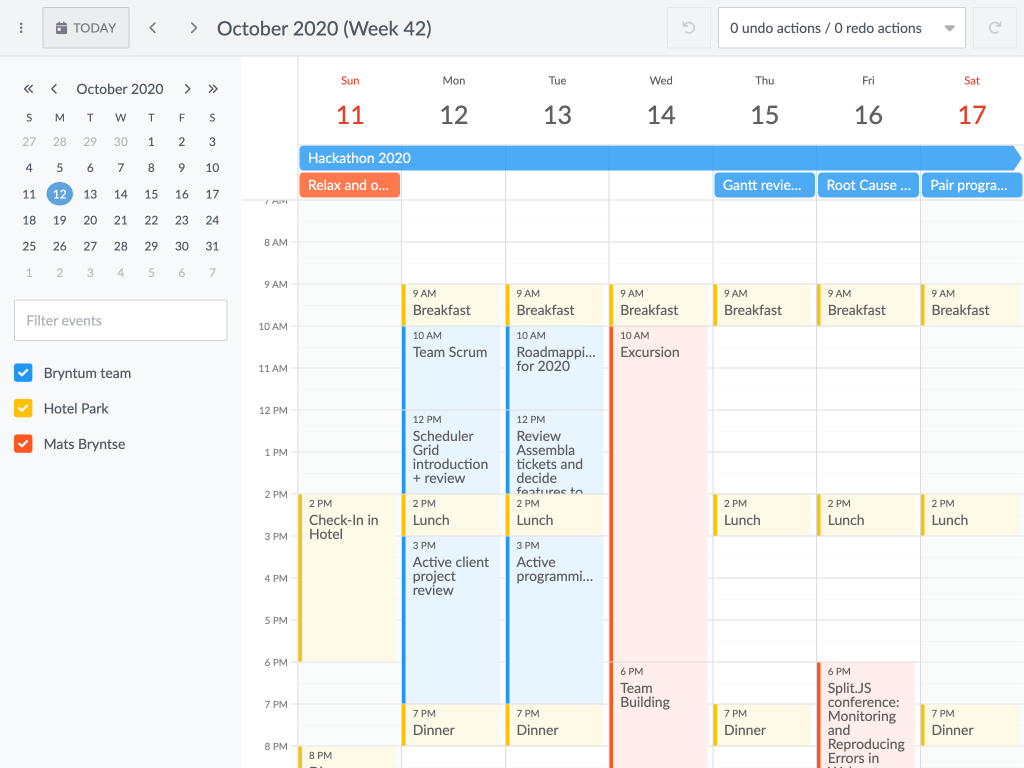 TODAY
October 2020 (Week 42)
0 undo actions / 0 redo actions
October 2020
S M T W T F S
27 28 29 30 1 2 3
4 5 6 7 8 9 10
11 12 13 14 15 16 17
18 19 20 21 22 23 24
25 26 27 28 29 30 31
1 2 3 4 5 6 7
Filter events
Bryntum team
Hotel Park
Mats Bryntse
Sun Mon Tue Wed Thu Fri Sat
11 12 13 14 15 16 17
Hackathon 2020
Relax and o... Gantt revie... Root Cause ... Pair progra...
7 AM
8 AM
9 AM
10 AM
11 AM
12 PM
1 PM
2 PM
3 PM
4 PM
5 PM
6 PM
7 PM
8 PM
2 PM
Check-In in
Hotel
8 PM
9 AM
Breakfast
10 AM
Team Scrum
12 PM
Scheduler
Grid
introduction
+ review
2 PM
Lunch
3 PM
Active client
project
review
7 PM
Dinner
9 AM
Breakfast
10 AM
Roadmappi...
for 2020
12 PM
Review
Assembla
tickets and
decide
features to
2 PM
Lunch
3 PM
Active
programmi...
7 PM
Dinner
9 AM
Breakfast
10 AM
Excursion
6 PM
Team
Building
9 AM
Breakfast
2 PM
Lunch
7 PM
Dinner
9 AM
Breakfast
2 PM
Lunch
6 PM
Split.JS
conference:
Monitoring
and
Reproducing
Errors in
9 AM
Breakfast
2 PM
Lunch
7 PM
Dinner